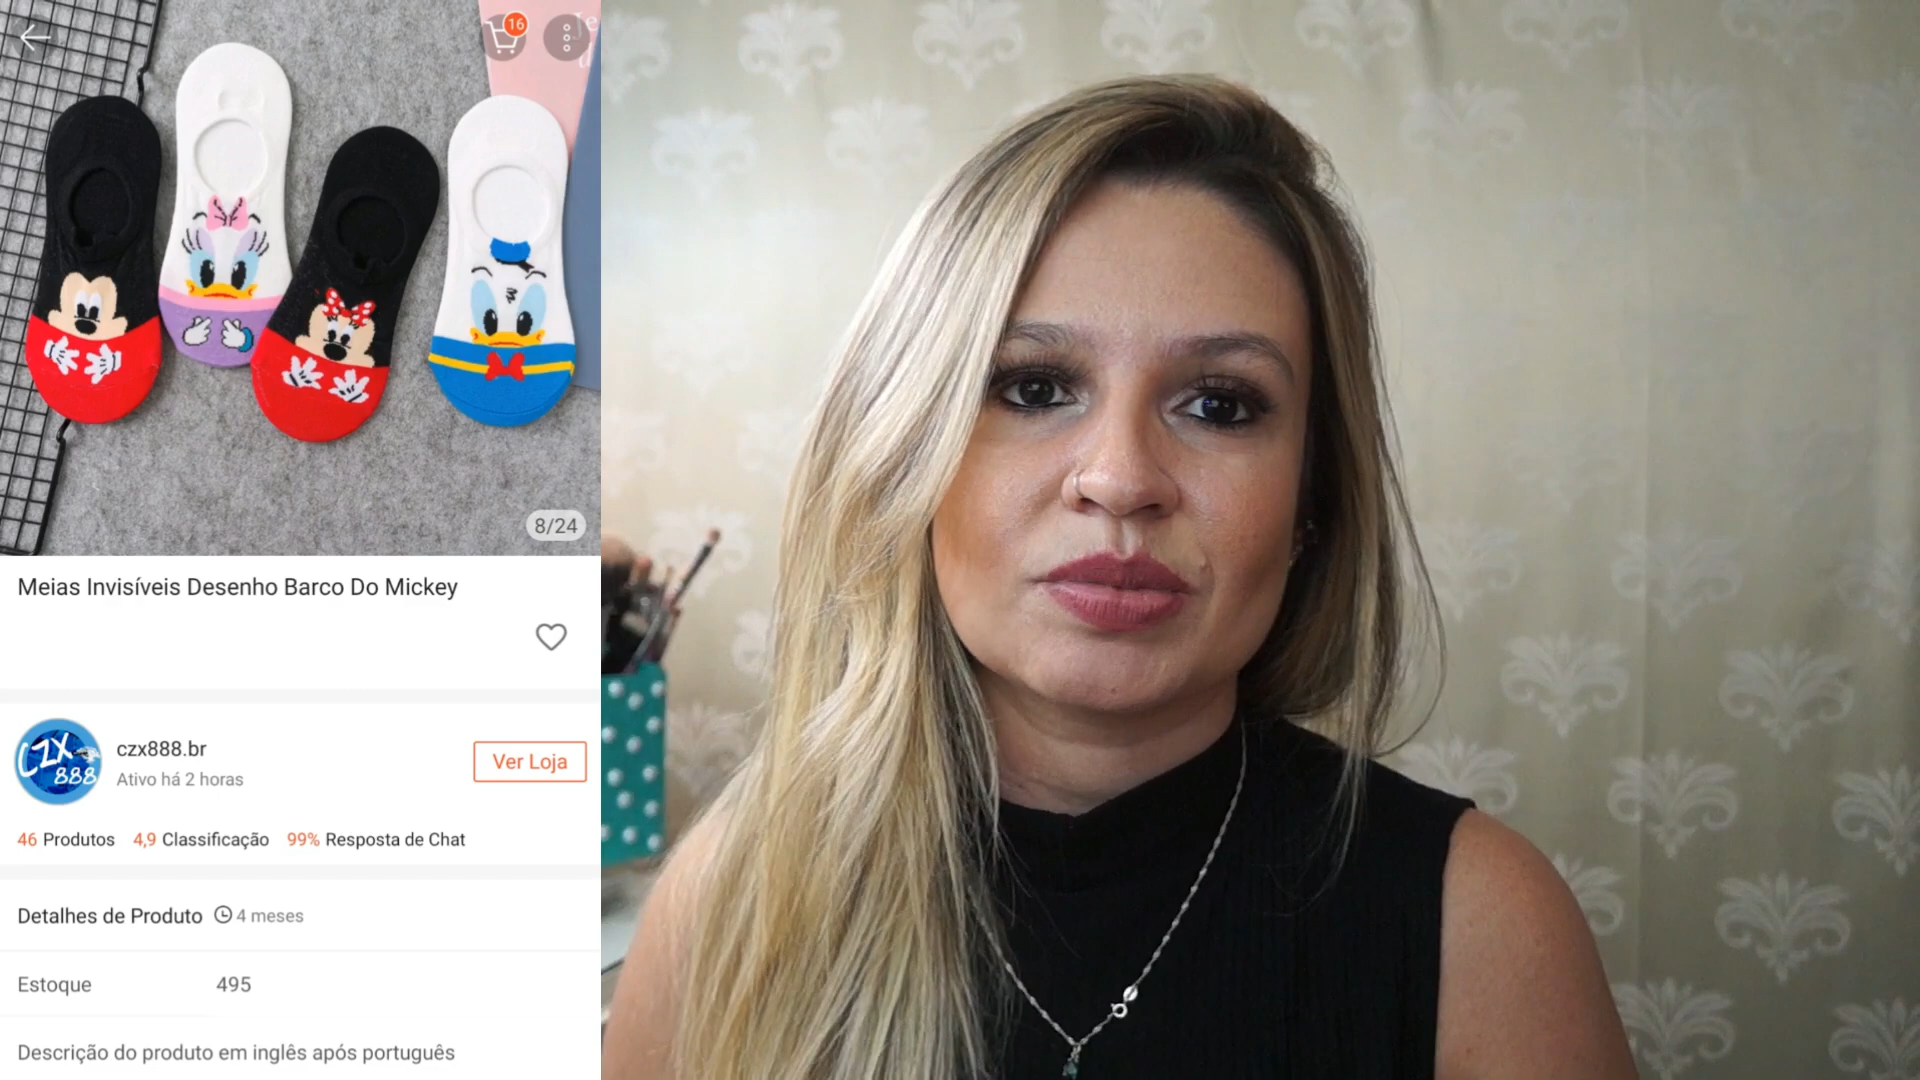 16
8/24
Meias Invisíveis Desenho Barco Do Mickey
CZX
888
czx888.br
Ativo há 2 horas
Ver Loja
46 Produtos 4,9 Classificação 99% Resposta de Chat
Detalhes de Produto 4 meses
Estoque 495
Descrição do produto em inglês após português